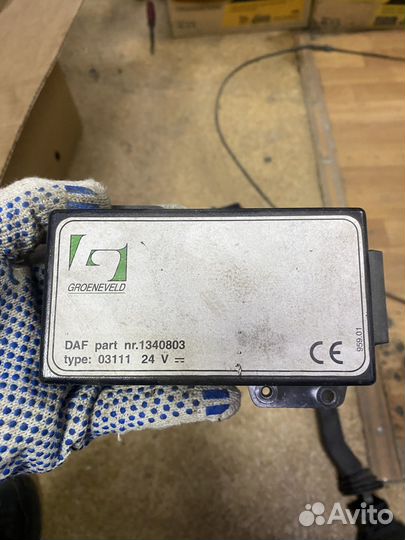 GROENEVELD
DAF part nr.1340803
type: 03111 24 V
CE
959.01
Avito